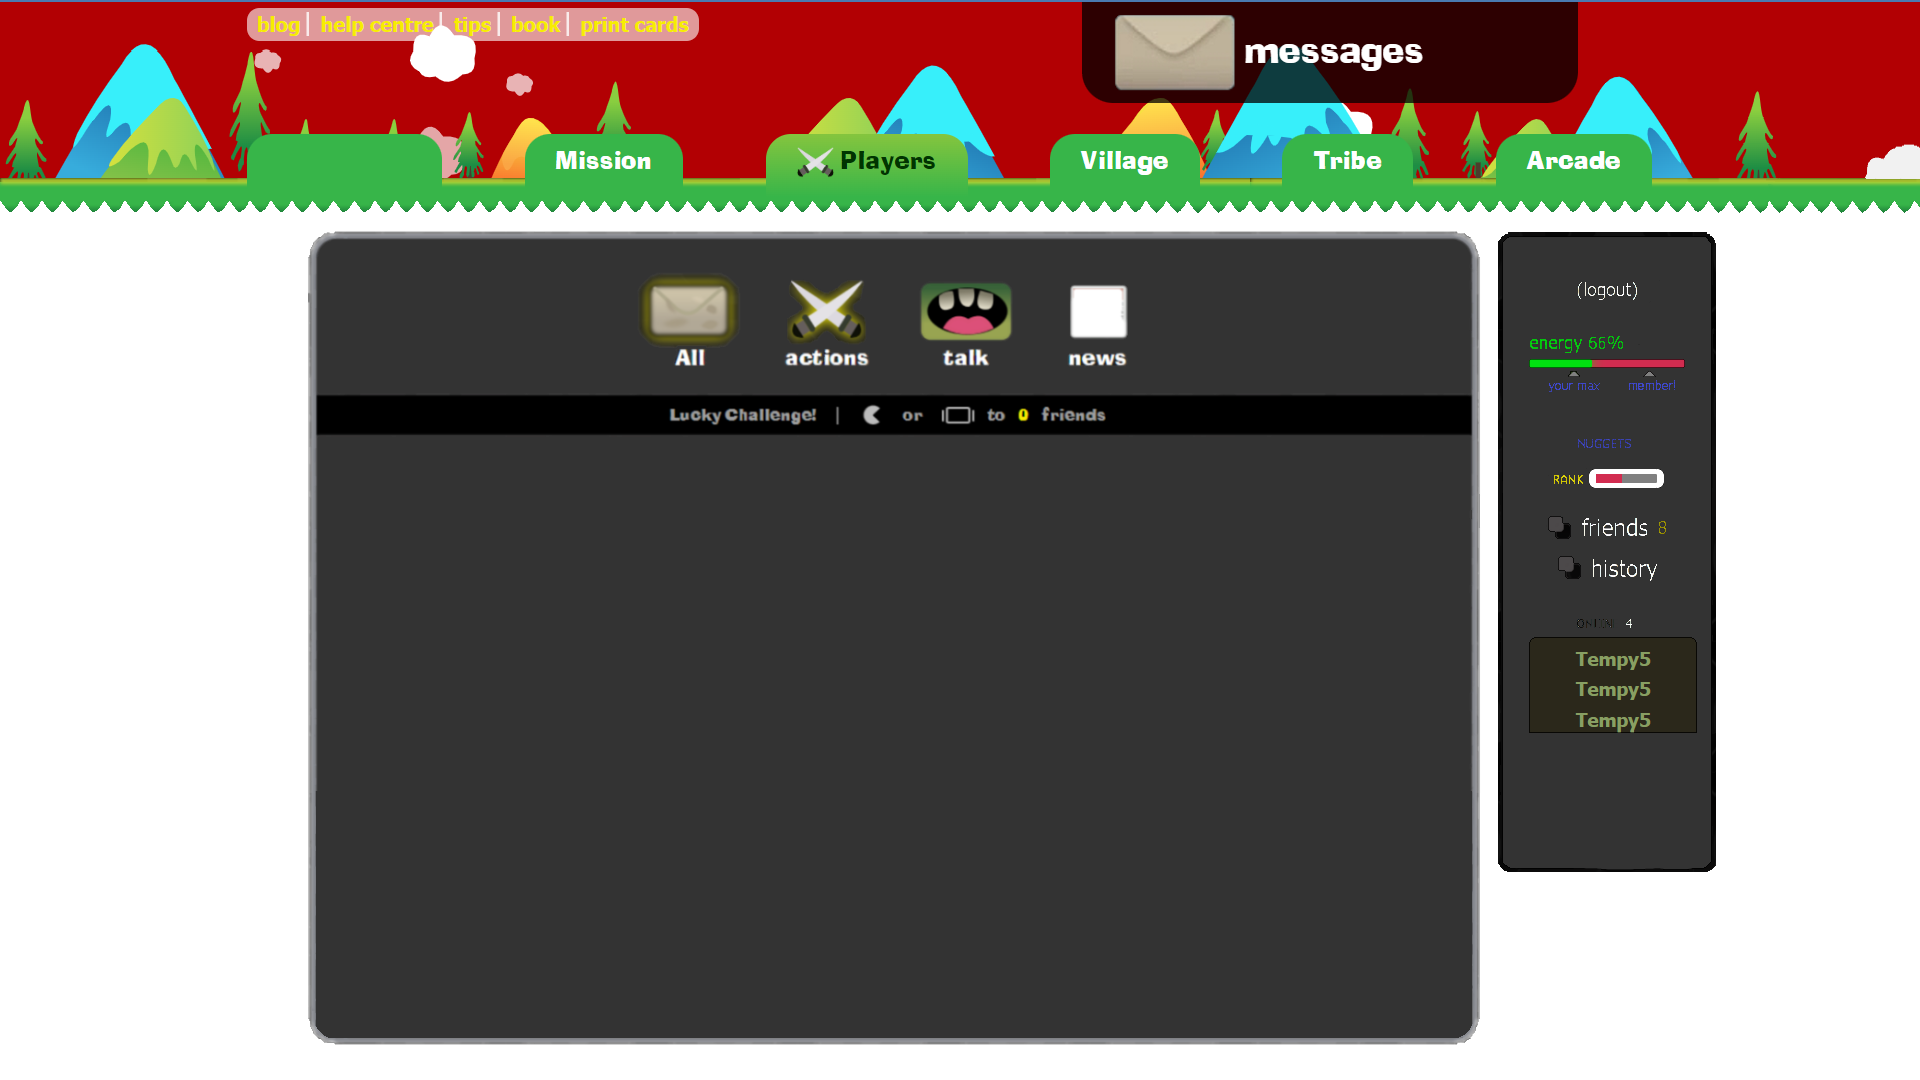 blog | help centre | tips | book | print cards
messages
Mission
Players
Village
Tribe
Arcade
All
actions
talk
news
Lucky Challenge! | or to 0 friends
(logout)
energy 66%
your max
member!
NUGGETS
RANK
friends 8
history
4
Tempy5
Tempy5
Tempy5